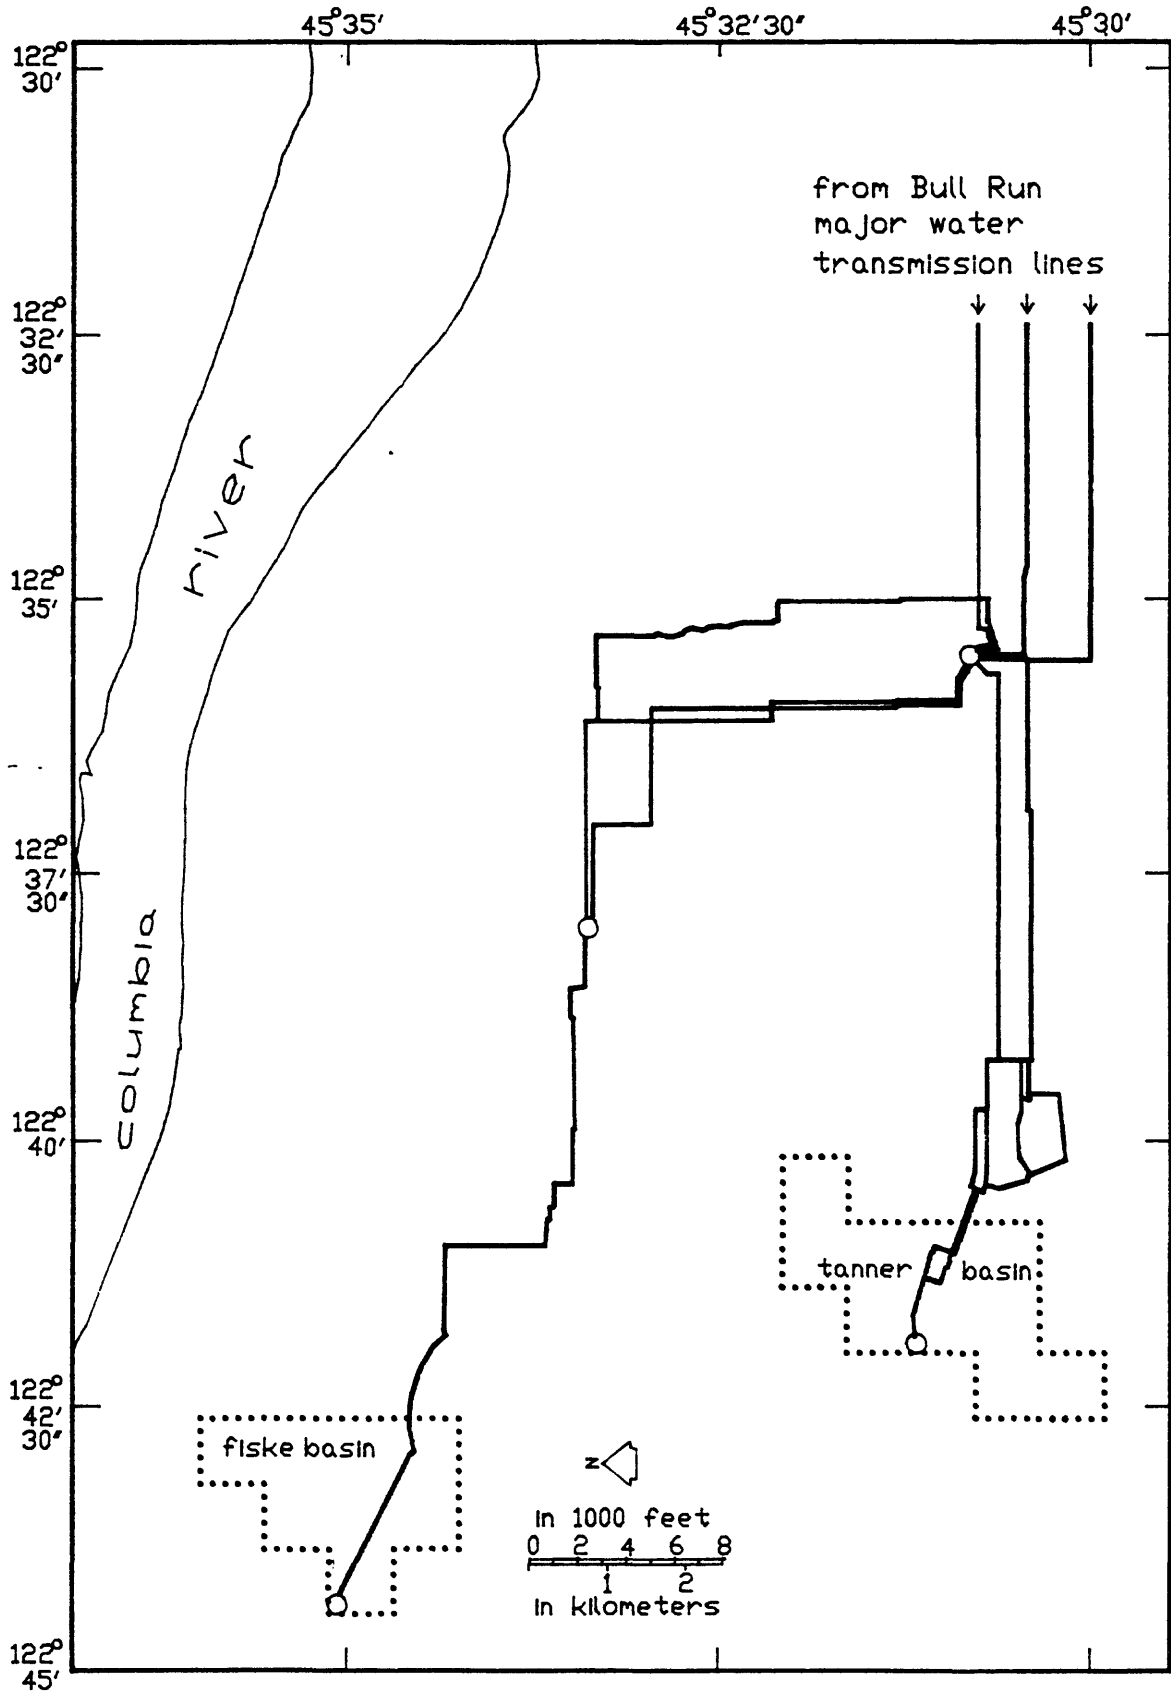 45°35′
45°32′30″
45°30′
122°
30′
from Bull Run
major water
transmission lines
122°
32′
30″
river
122°
35′
122°
37′
30″
columbia
122°
40′
tanner basin
122°
42′
30″
fiske basin
N
in 1000 feet
0 2 4 6 8
1 2
in kilometers
122°
45′